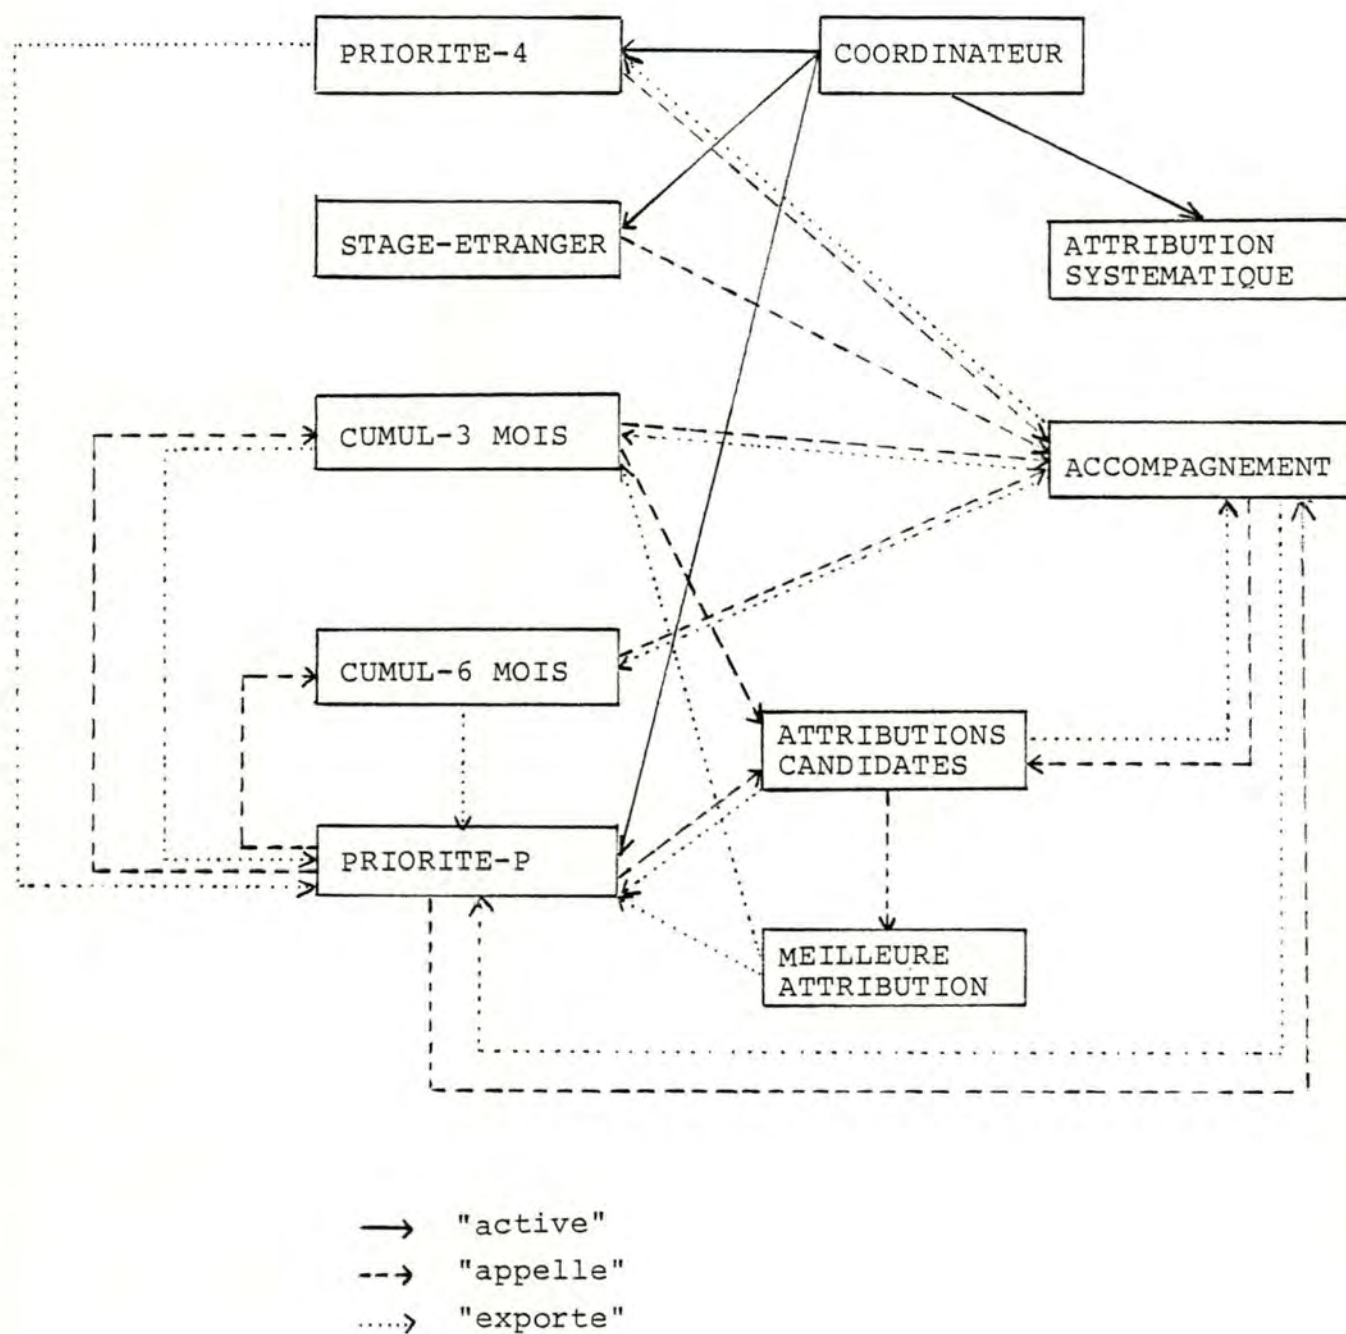 PRIORITE-4
COORDINATEUR
STAGE-ETRANGER
ATTRIBUTION
SYSTEMATIQUE
CUMUL-3 MOIS
ACCOMPAGNEMENT
CUMUL-6 MOIS
ATTRIBUTIONS
CANDIDATES
PRIORITE-P
MEILLEURE
ATTRIBUTION
"active"
"appelle"
"exporte"